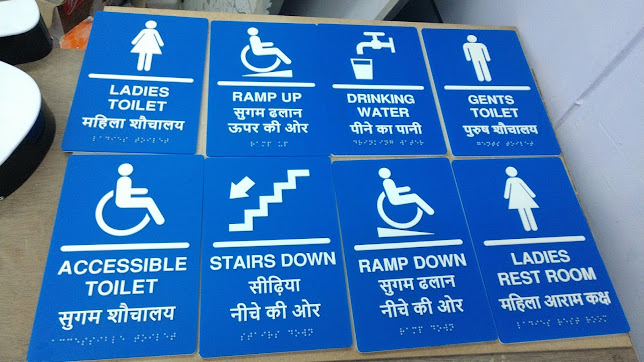 LADIES
TOILET
महिला शौचालय
RAMP UP
सुगम ढलान
ऊपर की ओर
DRINKING
WATER
पीने का पानी
GENTS
TOILET
पुरुष शौचालय
ACCESSIBLE
TOILET
सुगम शौचालय
STAIRS DOWN
सीढ़िया
नीचे की ओर
RAMP DOWN
सुगम ढलान
नीचे की ओर
LADIES
REST ROOM
महिला आराम कक्ष